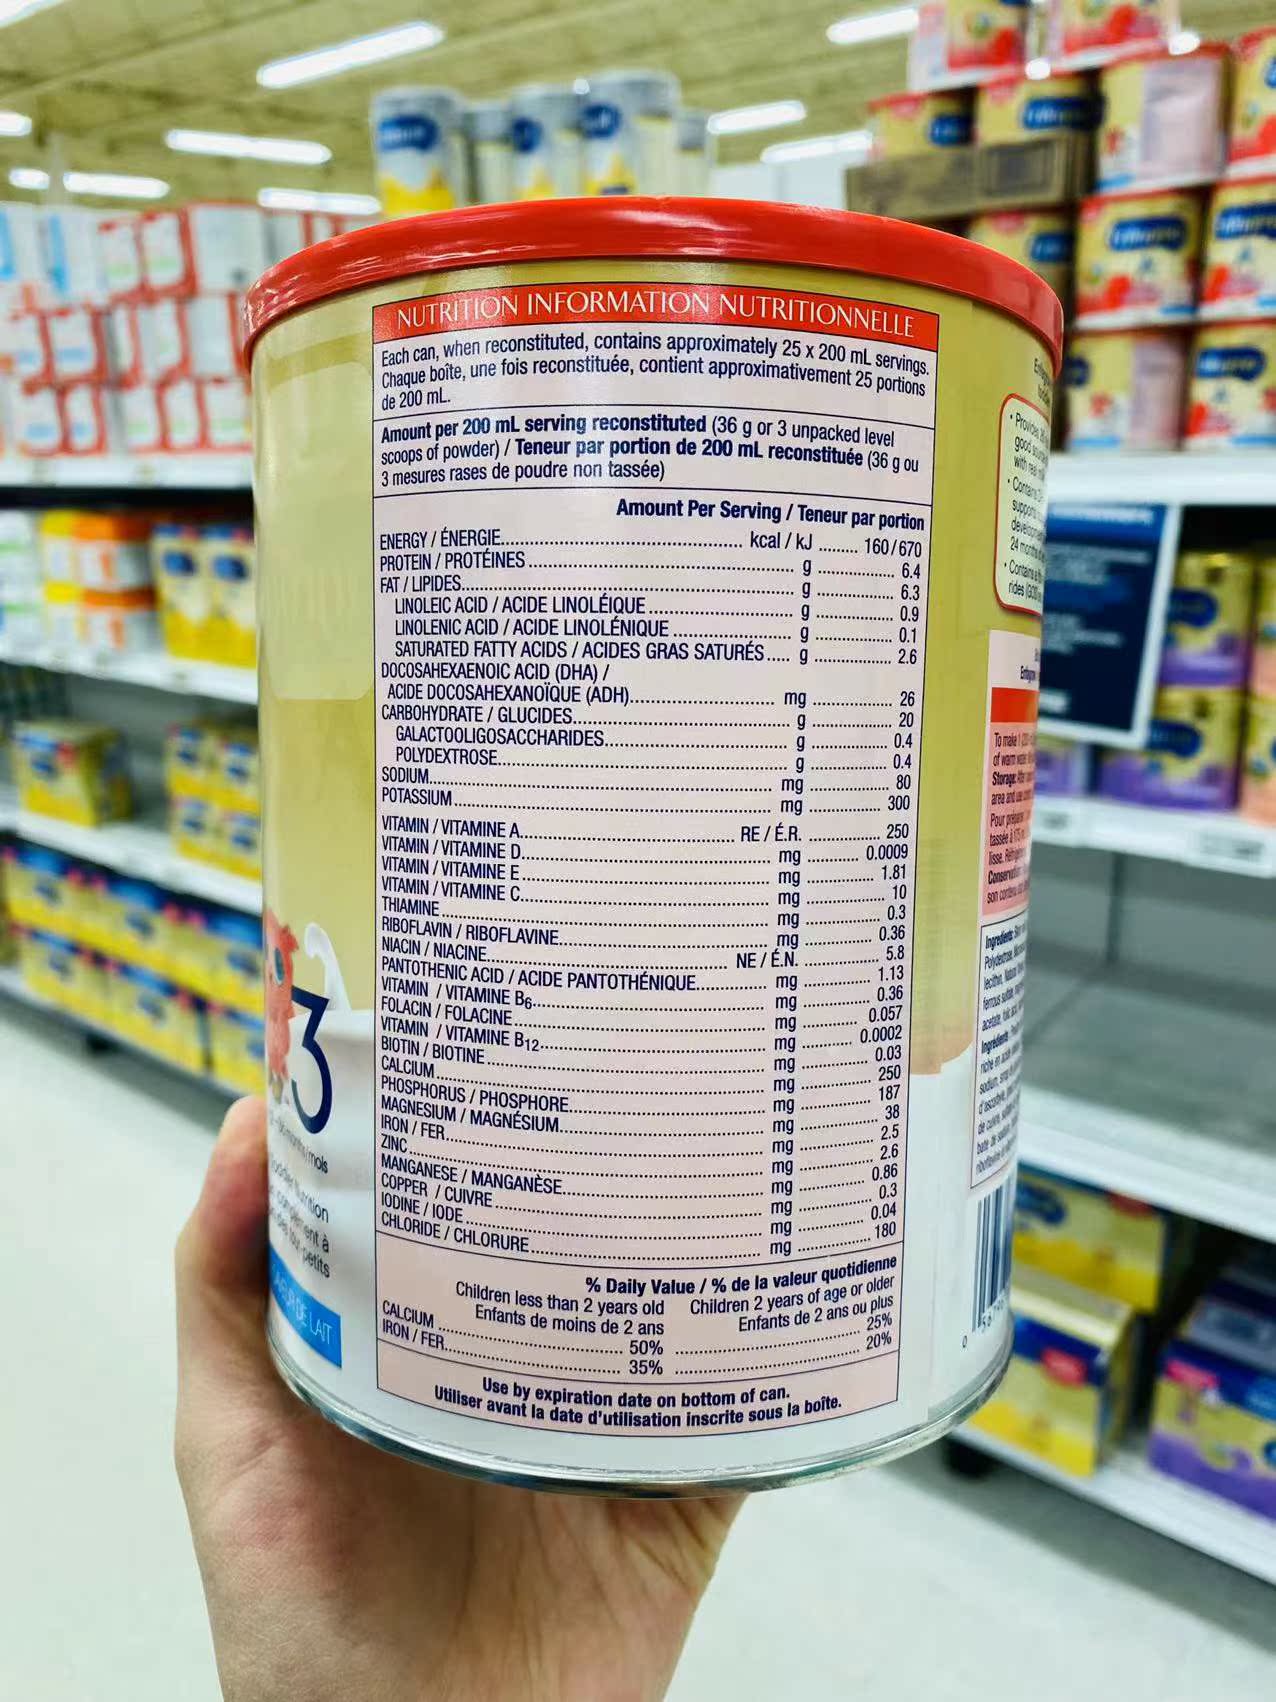 NUTRITION INFORMATION NUTRITIONNELLE
Each can, when reconstituted, contains approximately 25 x 200 mL servings.
Chaque boîte, une fois reconstituée, contient approximativement 25 portions
de 200 mL.
Amount per 200 mL serving reconstituted (36 g or 3 unpacked level
scoops of powder) / Teneur par portion de 200 mL reconstituée (36 g ou
3 mesures rases de poudre non tassée)
Amount Per Serving / Teneur par portion
ENERGY / ÉNERGIE kcal / kJ 160/670
PROTEIN / PROTÉINES g 6.4
FAT / LIPIDES g 6.3
LINOLEIC ACID / ACIDE LINOLÉIQUE g 0.9
LINOLENIC ACID / ACIDE LINOLÉNIQUE g 0.1
SATURATED FATTY ACIDS / ACIDES GRAS SATURÉS g 2.6
DOCOSAHEXAENOIC ACID (DHA) /
ACIDE DOCOSAHEXANOÏQUE (ADH) mg 26
CARBOHYDRATE / GLUCIDES g 20
GALACTOOLIGOSACCHARIDES g 0.4
POLYDEXTROSE g 0.4
SODIUM mg 80
POTASSIUM mg 300
VITAMIN / VITAMINE A RE / É.R. 250
VITAMIN / VITAMINE D mg 0.0009
VITAMIN / VITAMINE E mg 1.81
VITAMIN / VITAMINE C mg 10
THIAMINE mg 0.3
RIBOFLAVIN / RIBOFLAVINE mg 0.36
NIACIN / NIACINE NE / É.N. 5.8
PANTOTHENIC ACID / ACIDE PANTOTHÉNIQUE mg 1.13
VITAMIN / VITAMINE B6 mg 0.36
FOLACIN / FOLACINE mg 0.057
VITAMIN / VITAMINE B12 mg 0.0002
BIOTIN / BIOTINE mg 0.03
CALCIUM mg 250
PHOSPHORUS / PHOSPHORE mg 187
MAGNESIUM / MAGNÉSIUM mg 38
IRON / FER mg 2.5
ZINC mg 2.6
MANGANESE / MANGANÈSE mg 0.86
COPPER / CUIVRE mg 0.3
IODINE / IODE mg 0.04
CHLORIDE / CHLORURE mg 180
% Daily Value / % de la valeur quotidienne
Children less than 2 years old Children 2 years of age or older
Enfants de moins de 2 ans Enfants de 2 ans ou plus
CALCIUM 50% 25%
IRON / FER 35% 20%
Use by expiration date on bottom of can.
Utiliser avant la date d'utilisation inscrite sous la boîte.
3
mois
petits
DE LAIT
To make 1
of warm
Storage:
area and
Ingredients: